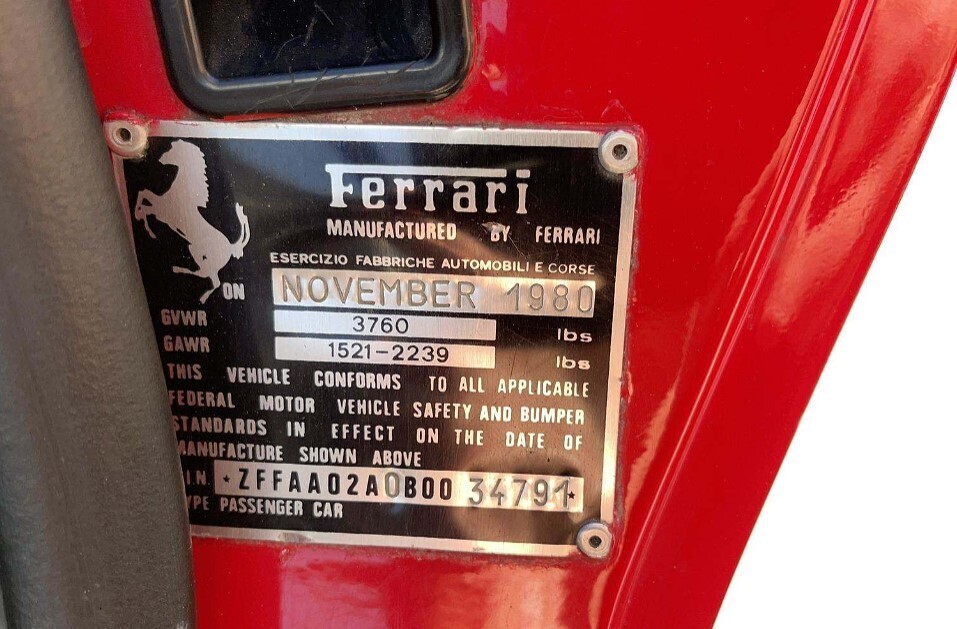 Ferrari
MANUFACTURED BY FERRARI
ESERCIZIO FABBRICHE AUTOMOBILI E CORSE
ON NOVEMBER 1980
GVWR 3760 lbs
GAWR 1521-2239 lbs
THIS VEHICLE CONFORMS TO ALL APPLICABLE
FEDERAL MOTOR VEHICLE SAFETY AND BUMPER
STANDARDS IN EFFECT ON THE DATE OF
MANUFACTURE SHOWN ABOVE
.I.N. *ZFFAA02A0B0034791*
YPE PASSENGER CAR